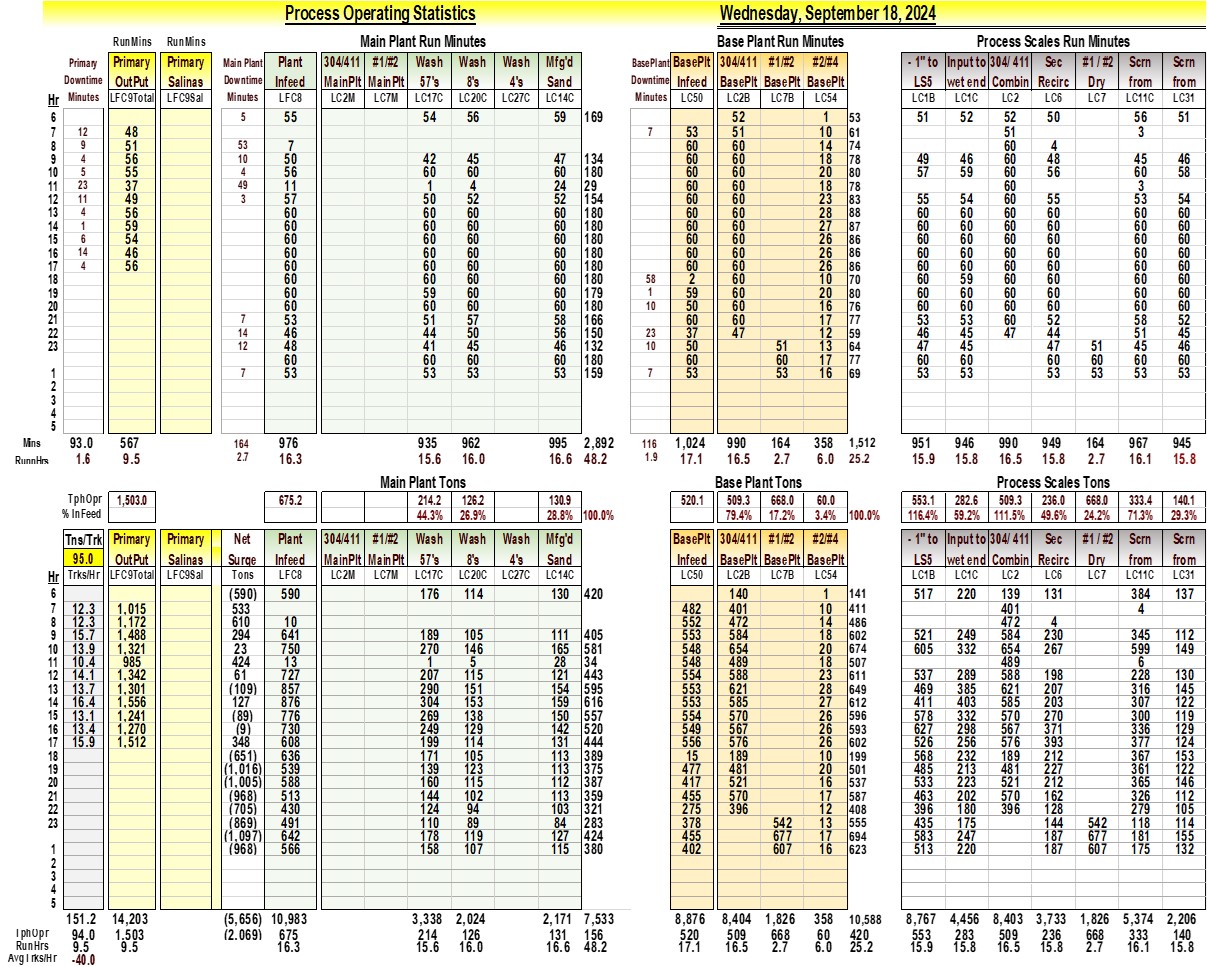 Process Operating Statistics Wednesday, September 18, 2024
RunMins RunMins Main Plant Run Minutes Base Plant Run Minutes Process Scales Run Minutes
Primary Primary Primary Main Plant Plant 304/411 #1/#2 Wash Wash Wash Mfg'd BasePlant BasePlt 304/411 #1/#2 #2/#4 - 1" to Input to 304/ 411 Sec #1 / #2 Scrn Scrn
Downtime OutPut Salinas Downtime Infeed MainPlt MainPlt 57's 8's 4's Sand Downtime Infeed BasePlt BasePlt BasePlt LS5 wet end Combin Recirc Dry from from
Hr Minutes LFC9Total LFC9Sal Minutes LFC8 LC2M LC7M LC17C LC20C LC27C LC14C Minutes LC50 LC2B LC7B LC54 LC1B LC1C LC2 LC6 LC7 LC11C LC31
6 5 55 54 56 59 169 52 1 53 51 52 52 50 56 51
7 12 48 7 53 51 10 61 51 3
8 9 51 53 7 60 60 14 74 60 4
9 4 56 10 50 42 45 47 134 60 60 18 78 49 46 60 48 45 46
10 5 55 4 56 60 60 60 180 60 60 20 80 57 59 60 56 60 58
11 23 37 49 11 1 4 24 29 60 60 18 78 60 3
12 11 49 3 57 50 52 52 154 60 60 23 83 55 54 60 55 53 54
13 4 56 60 60 60 60 180 60 60 28 88 60 60 60 60 60 60
14 1 59 60 60 60 60 180 60 60 27 87 60 60 60 60 60 60
15 6 54 60 60 60 60 180 60 60 26 86 60 60 60 60 60 60
16 14 46 60 60 60 60 180 60 60 26 86 60 60 60 60 60 60
17 4 56 60 60 60 60 180 60 60 26 86 60 60 60 60 60 60
18 60 60 60 60 180 58 2 60 10 70 60 59 60 60 60 60
19 60 59 60 60 179 1 59 60 20 80 60 60 60 60 60 60
20 60 60 60 60 180 10 50 60 16 76 60 60 60 60 60 60
21 7 53 51 57 58 166 60 60 17 77 53 53 60 52 58 52
22 14 46 44 50 56 150 23 37 47 12 59 46 45 47 44 51 45
23 12 48 41 45 46 132 10 50 51 13 64 47 45 47 51 45 46
60 60 60 60 180 60 60 17 77 60 60 60 60 60 60
1 7 53 53 53 53 159 7 53 53 16 69 53 53 53 53 53 53
2
3
4
5
Mins 93.0 567 164 976 935 962 995 2,892 116 1,024 990 164 358 1,512 951 946 990 949 164 967 945
RunnHrs 1.6 9.5 2.7 16.3 15.6 16.0 16.6 48.2 1.9 17.1 16.5 2.7 6.0 25.2 15.9 15.8 16.5 15.8 2.7 16.1 15.8
Main Plant Tons Base Plant Tons Process Scales Tons
TphOpr 1,503.0 675.2 214.2 126.2 130.9 520.1 509.3 668.0 60.0 553.1 282.6 509.3 236.0 668.0 333.4 140.1
% InFeed 44.3% 26.9% 28.8% 100.0% 79.4% 17.2% 3.4% 100.0% 116.4% 59.2% 111.5% 49.6% 24.2% 71.3% 29.3%
Tns/Trk Primary Primary Net Plant 304/411 #1/#2 Wash Wash Wash Mfg'd BasePlt 304/411 #1/#2 #2/#4 - 1" to Input to 304/ 411 Sec #1 / #2 Scrn Scrn
95.0 OutPut Salinas Surge Infeed MainPlt MainPlt 57's 8's 4's Sand Infeed BasePlt BasePlt BasePlt LS5 wet end Combin Recirc Dry from from
Hr Trks/Hr LFC9Total LFC9Sal Tons LFC8 LC2M LC7M LC17C LC20C LC27C LC14C LC50 LC2B LC7B LC54 LC1B LC1C LC2 LC6 LC7 LC11C LC31
6 (590) 590 176 114 130 420 140 1 141 517 220 139 131 384 137
7 12.3 1,015 533 482 401 10 411 401 4
8 12.3 1,172 610 10 552 472 14 486 472 4
9 15.7 1,488 294 641 189 105 111 405 553 584 18 602 521 249 584 230 345 112
10 13.9 1,321 23 750 270 146 165 581 548 654 20 674 605 332 654 267 599 149
11 10.4 985 424 13 1 5 28 34 548 489 18 507 489 6
12 14.1 1,342 61 727 207 115 121 443 554 588 23 611 537 289 588 198 228 130
13 13.7 1,301 (109) 857 290 151 154 595 553 621 28 649 469 385 621 207 316 145
14 16.4 1,556 127 876 304 153 159 616 553 585 27 612 411 403 585 203 307 122
15 13.1 1,241 (89) 776 269 138 150 557 554 570 26 596 578 332 570 270 300 119
16 13.4 1,270 (9) 730 249 129 142 520 549 567 26 593 627 298 567 371 336 129
17 15.9 1,512 348 608 199 114 131 444 556 576 26 602 526 256 576 393 377 124
18 (651) 636 171 105 113 389 15 189 10 199 568 232 189 212 367 153
19 (1,016) 539 139 123 113 375 477 481 20 501 485 213 481 227 361 122
20 (1,005) 588 160 115 112 387 417 521 16 537 533 223 521 212 365 146
21 (968) 513 144 102 113 359 455 570 17 587 463 202 570 162 326 112
22 (705) 430 124 94 103 321 275 396 12 408 396 180 396 128 279 105
23 (869) 491 110 89 84 283 378 542 13 555 435 175 144 542 118 114
(1,097) 642 178 119 127 424 455 677 17 694 583 247 187 677 181 155
1 (968) 566 158 107 115 380 402 607 16 623 513 220 187 607 175 132
2
3
4
5
151.2 14,203 (5,656) 10,983 3,338 2,024 2,171 7,533 8,876 8,404 1,826 358 10,588 8,767 4,456 8,403 3,733 1,826 5,374 2,206
TphOpr 94.0 1,503 (2,069) 675 214 126 131 156 520 509 668 60 420 553 283 509 236 668 333 140
RunHrs 9.5 9.5 16.3 15.6 16.0 16.6 48.2 17.1 16.5 2.7 6.0 25.2 15.9 15.8 16.5 15.8 2.7 16.1 15.8
AvgTrks/Hr -40.0